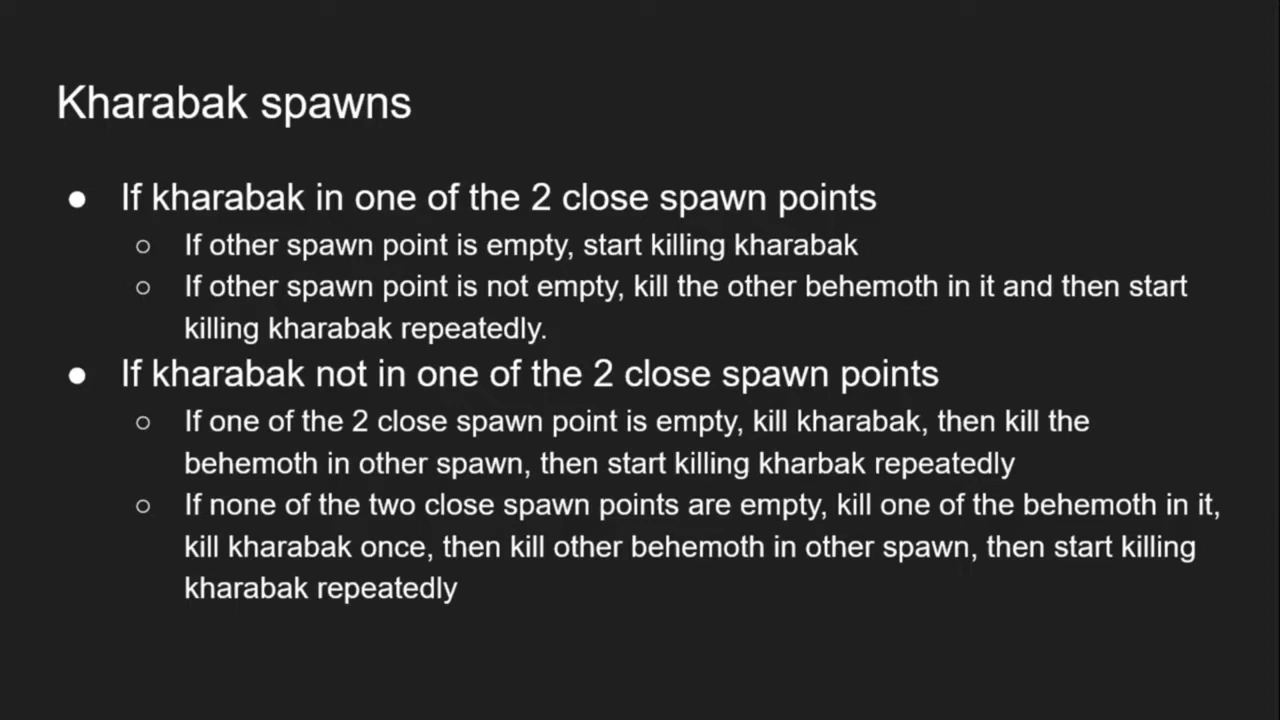 Kharabak spawns
● If kharabak in one of the 2 close spawn points
○ If other spawn point is empty, start killing kharabak
○ If other spawn point is not empty, kill the other behemoth in it and then start
killing kharabak repeatedly.
● If kharabak not in one of the 2 close spawn points
○ If one of the 2 close spawn point is empty, kill kharabak, then kill the
behemoth in other spawn, then start killing kharbak repeatedly
○ If none of the two close spawn points are empty, kill one of the behemoth in it,
kill kharabak once, then kill other behemoth in other spawn, then start killing
kharabak repeatedly